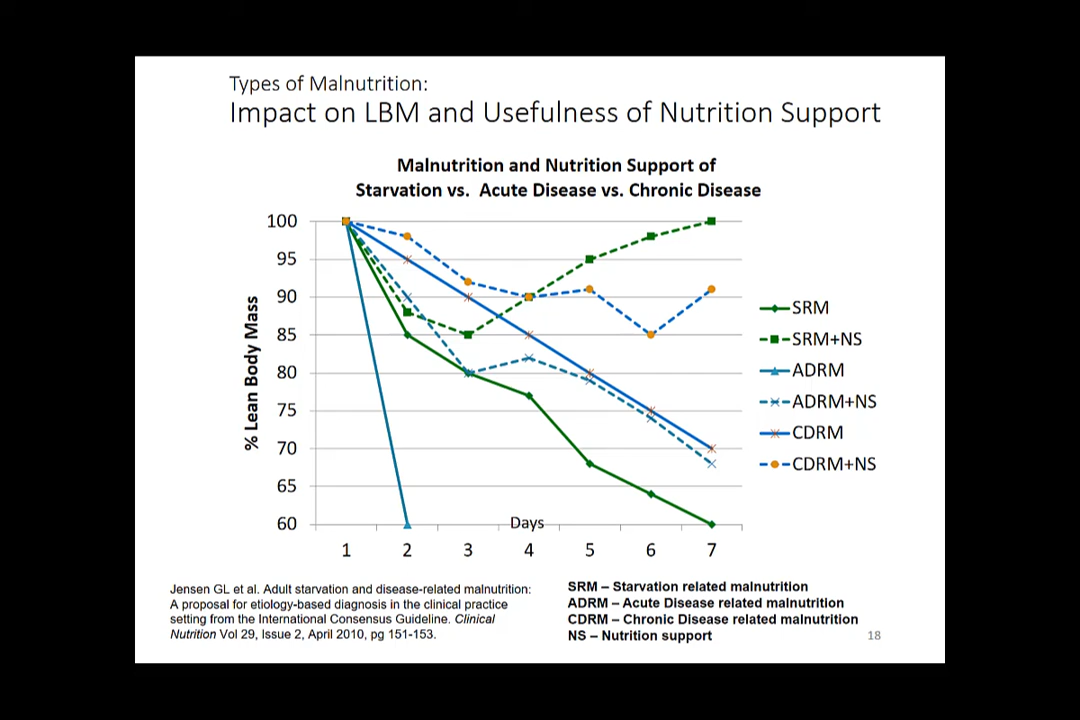 Types of Malnutrition:
Impact on LBM and Usefulness of Nutrition Support
Malnutrition and Nutrition Support of
Starvation vs. Acute Disease vs. Chronic Disease
% Lean Body Mass
100
95
90
85
80
75
70
65
60
Days
1 2 3 4 5 6 7
SRM
SRM+NS
ADRM
ADRM+NS
CDRM
CDRM+NS
Jensen GL et al. Adult starvation and disease-related malnutrition:
A proposal for etiology-based diagnosis in the clinical practice
setting from the International Consensus Guideline. Clinical
Nutrition Vol 29, Issue 2, April 2010, pg 151-153.
SRM – Starvation related malnutrition
ADRM – Acute Disease related malnutrition
CDRM – Chronic Disease related malnutrition
NS – Nutrition support
18